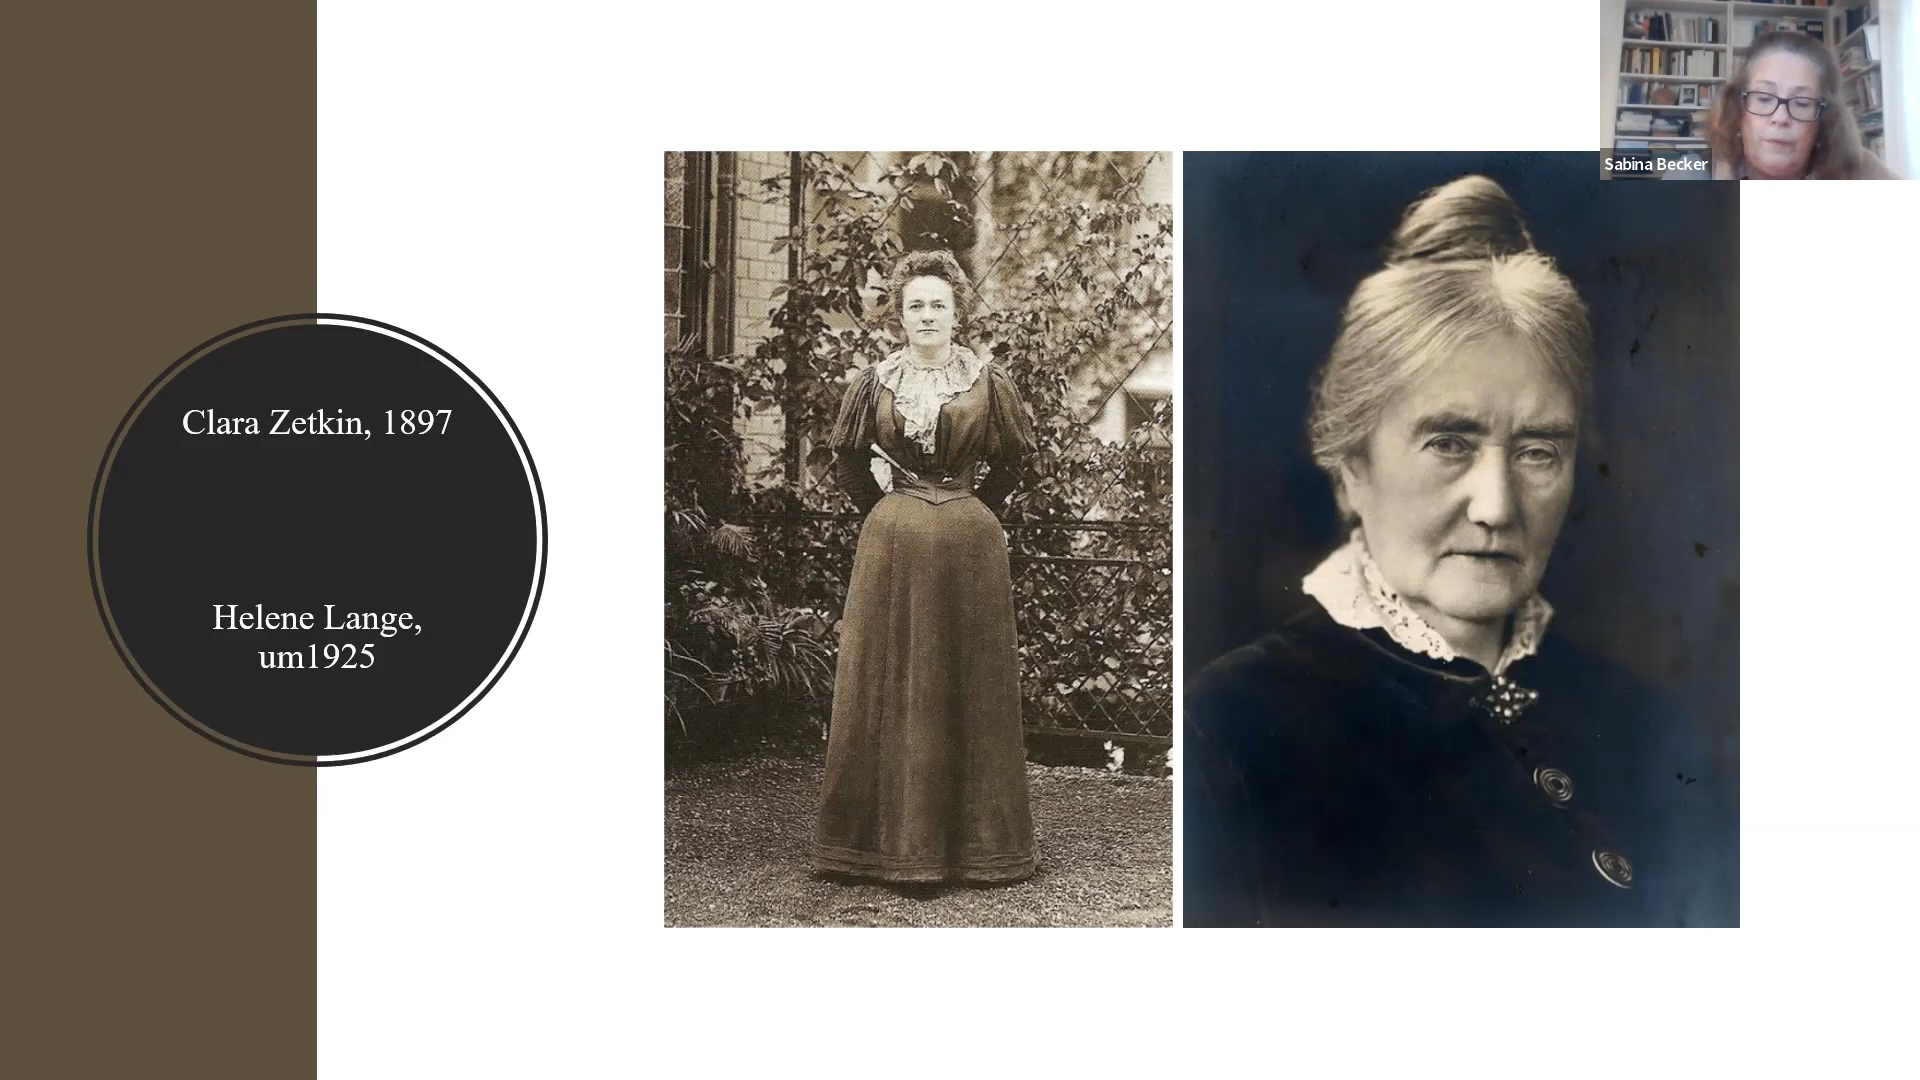 Clara Zetkin, 1897
Helene Lange,
um1925
Sabina Becker